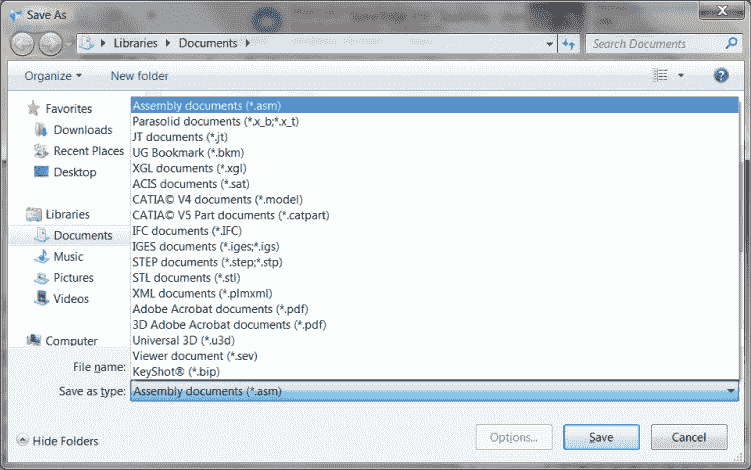 Save As
Libraries Documents
Search Documents
Organize New folder
Favorites
Downloads
Recent Places
Desktop
Libraries
Documents
Music
Pictures
Videos
Computer
Assembly documents (*.asm)
Parasolid documents (*.x_b;*.x_t)
JT documents (*.jt)
UG Bookmark (*.bkm)
XGL documents (*.xgl)
ACIS documents (*.sat)
CATIA© V4 documents (*.model)
CATIA© V5 Part documents (*.catpart)
IFC documents (*.IFC)
IGES documents (*.iges;*.igs)
STEP documents (*.step;*.stp)
STL documents (*.stl)
XML documents (*.plmxml)
Adobe Acrobat documents (*.pdf)
3D Adobe Acrobat documents (*.pdf)
Universal 3D (*.u3d)
Viewer document (*.sev)
KeyShot® (*.bip)
File name:
Save as type: Assembly documents (*.asm)
Hide Folders
Options... Save Cancel